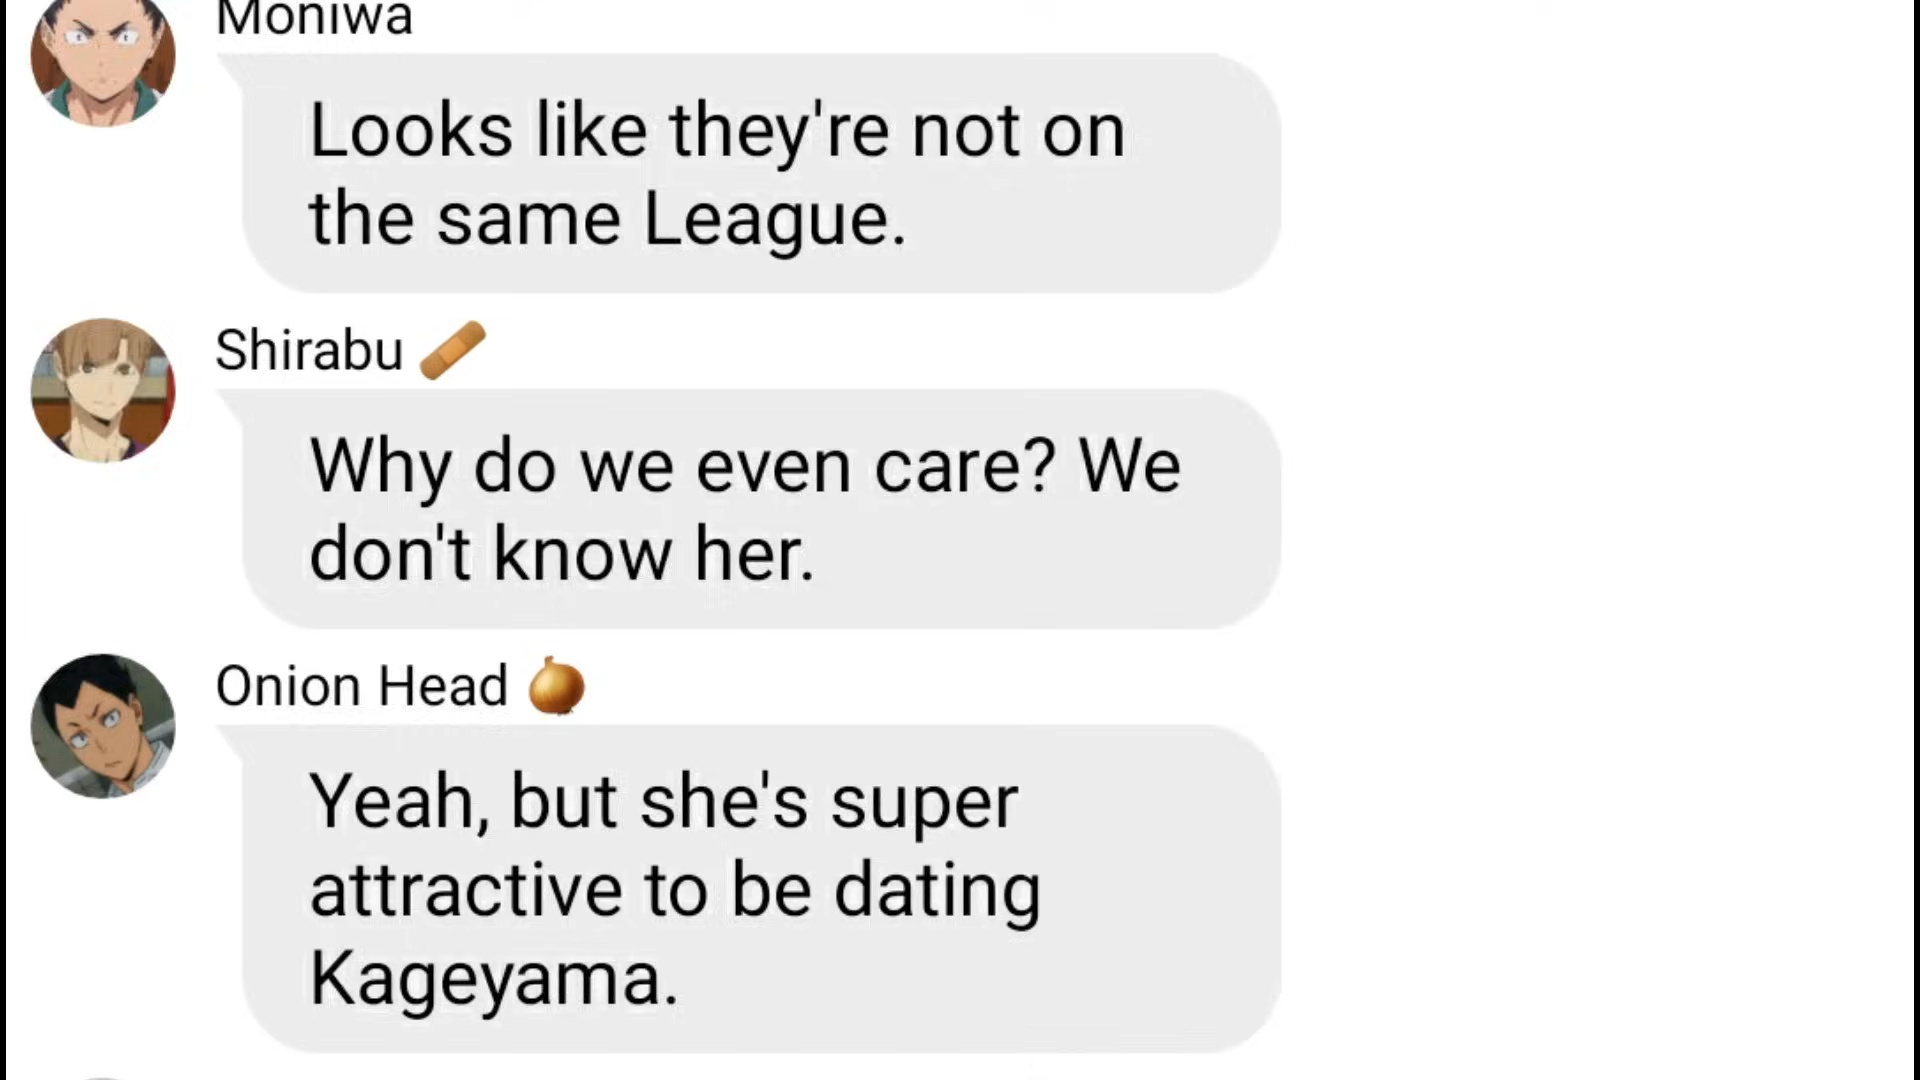 Moniwa
Looks like they're not on
the same League.
Shirabu 🩹
Why do we even care? We
don't know her.
Onion Head 🧅
Yeah, but she's super
attractive to be dating
Kageyama.